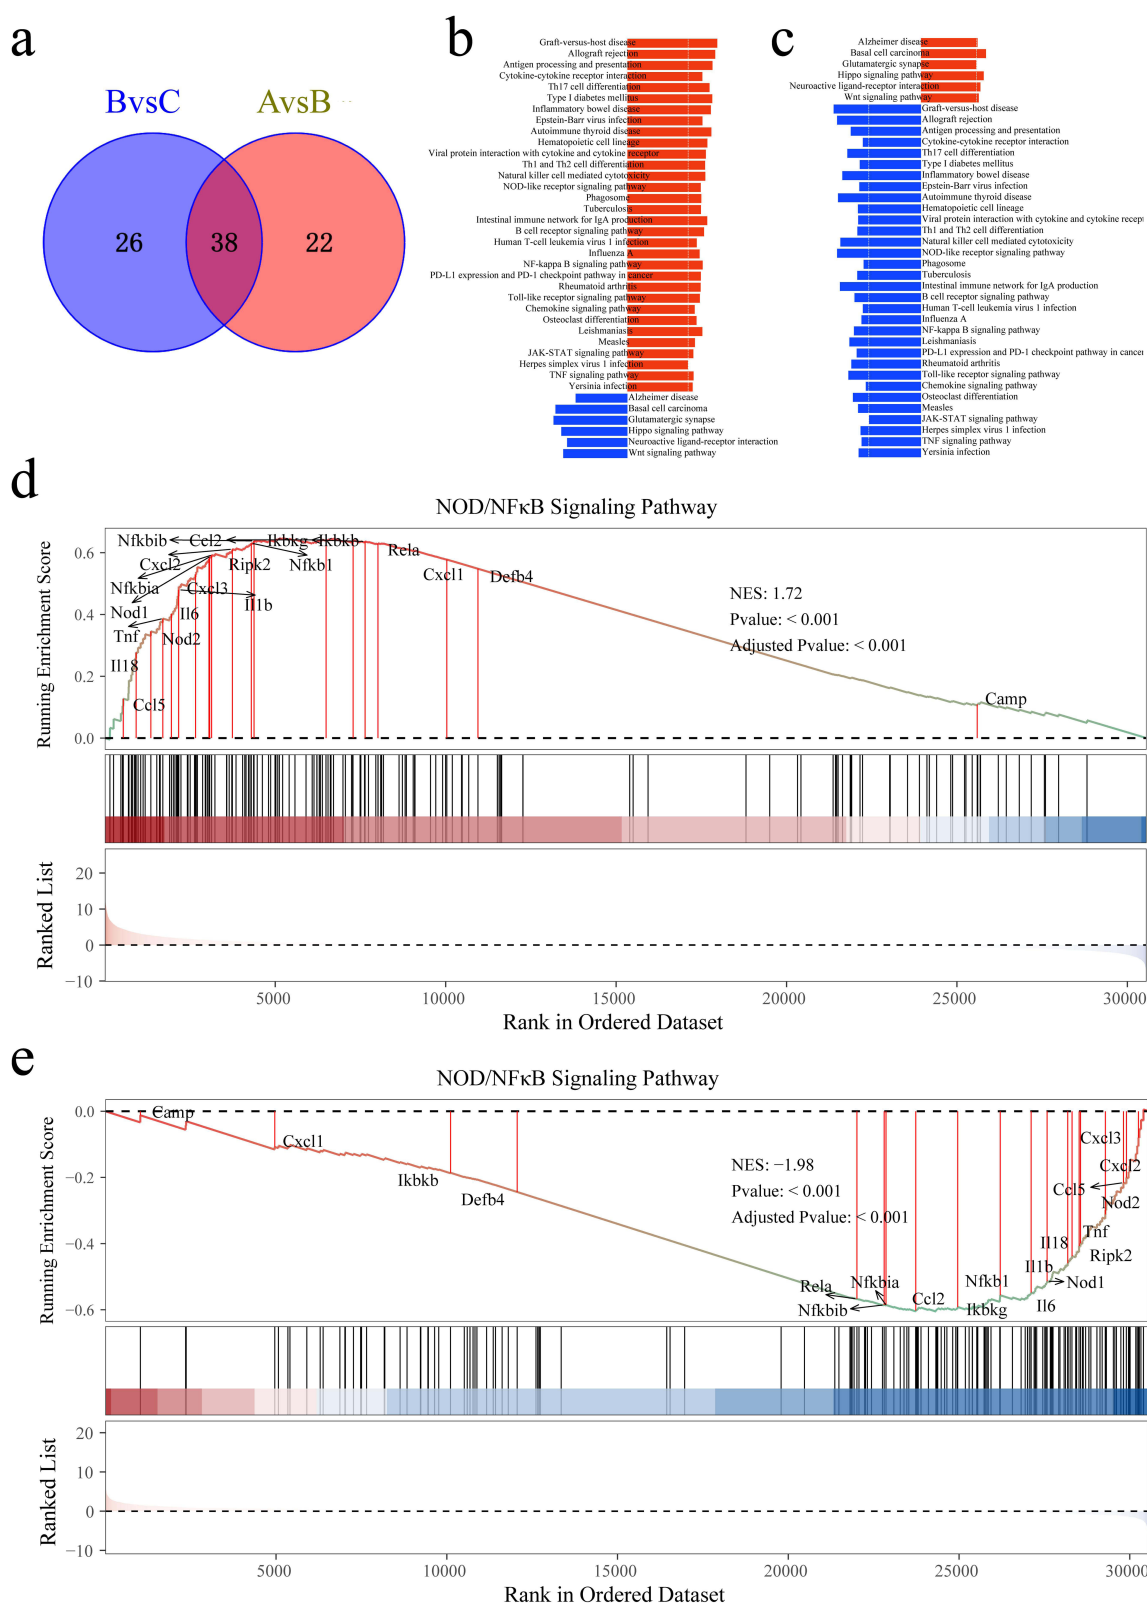 a
BvsC
AvsB
26
38
22
b
Graft-versus-host disease
Allograft rejection
Antigen processing and presentation
Cytokine-cytokine receptor interaction
Th17 cell differentiation
Type I diabetes mellitus
Inflammatory bowel disease
Epstein-Barr virus infection
Autoimmune thyroid disease
Hematopoietic cell lineage
Viral protein interaction with cytokine and cytokine receptor
Th1 and Th2 cell differentiation
Natural killer cell mediated cytotoxicity
NOD-like receptor signaling pathway
Phagosome
Tuberculosis
Intestinal immune network for IgA production
B cell receptor signaling pathway
Human T-cell leukemia virus 1 infection
Influenza A
NF-kappa B signaling pathway
PD-L1 expression and PD-1 checkpoint pathway in cancer
Rheumatoid arthritis
Toll-like receptor signaling pathway
Chemokine signaling pathway
Osteoclast differentiation
Leishmaniasis
Measles
JAK-STAT signaling pathway
Herpes simplex virus 1 infection
TNF signaling pathway
Yersinia infection
Alzheimer disease
Basal cell carcinoma
Glutamatergic synapse
Hippo signaling pathway
Neuroactive ligand-receptor interaction
Wnt signaling pathway
c
Alzheimer disease
Basal cell carcinoma
Glutamatergic synapse
Hippo signaling pathway
Neuroactive ligand-receptor interaction
Wnt signaling pathway
Graft-versus-host disease
Allograft rejection
Antigen processing and presentation
Cytokine-cytokine receptor interaction
Th17 cell differentiation
Type I diabetes mellitus
Inflammatory bowel disease
Epstein-Barr virus infection
Autoimmune thyroid disease
Hematopoietic cell lineage
Viral protein interaction with cytokine and cytokine recep
Th1 and Th2 cell differentiation
Natural killer cell mediated cytotoxicity
NOD-like receptor signaling pathway
Phagosome
Tuberculosis
Intestinal immune network for IgA production
B cell receptor signaling pathway
Human T-cell leukemia virus 1 infection
Influenza A
NF-kappa B signaling pathway
Leishmaniasis
PD-L1 expression and PD-1 checkpoint pathway in cancer
Rheumatoid arthritis
Toll-like receptor signaling pathway
Chemokine signaling pathway
Osteoclast differentiation
Measles
JAK-STAT signaling pathway
Herpes simplex virus 1 infection
TNF signaling pathway
Yersinia infection
d
NOD/NFκB Signaling Pathway
Running Enrichment Score
0.6
0.4
0.2
0.0
Nfkbib Ccl2 Ikbkg Ikbkb
Cxcl2 Ripk2 Nfkb1 Rela
Nfkbia Cxcl3 Cxcl1 Defb4
Nod1 Il6 Il1b
Tnf Nod2
Il18
Ccl5
Camp
NES: 1.72
Pvalue: < 0.001
Adjusted Pvalue: < 0.001
Ranked List
20
10
0
−10
5000 10000 15000 20000 25000 30000
Rank in Ordered Dataset
e
NOD/NFκB Signaling Pathway
Running Enrichment Score
0.0
−0.2
−0.4
−0.6
Camp
Cxcl1
Ikbkb
Defb4
NES: −1.98
Pvalue: < 0.001
Adjusted Pvalue: < 0.001
Cxcl3
Cxcl2
Ccl5
Nod2
Tnf
Il18
Ripk2
Il1b
Rela Nfkbia Nfkb1 Nod1
Nfkbib Ccl2 Ikbkg Il6
Ranked List
20
10
0
−10
5000 10000 15000 20000 25000 30000
Rank in Ordered Dataset